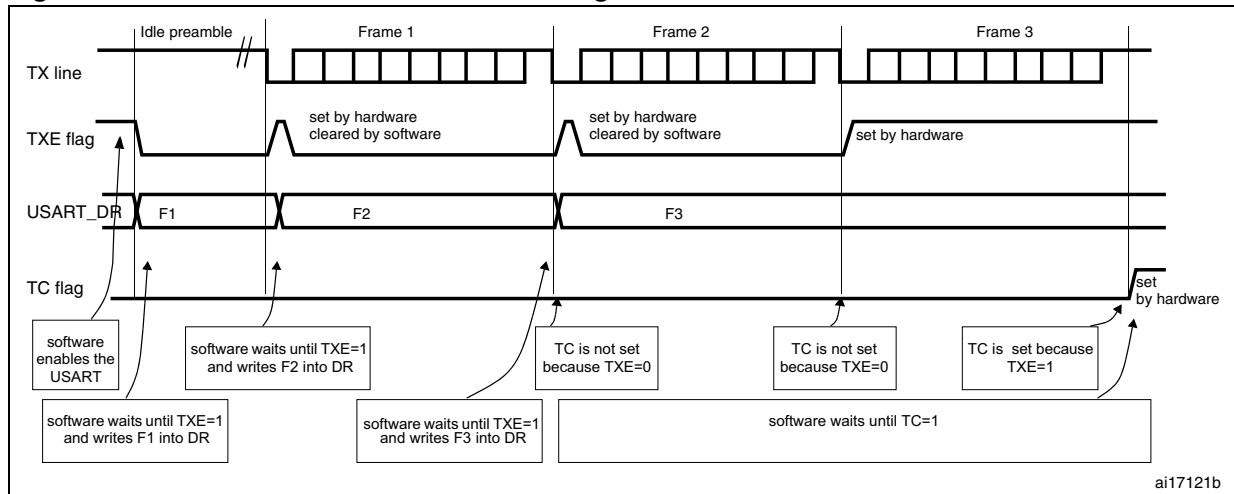 Idle preamble
Frame 1
Frame 2
Frame 3
TX line
TXE flag
set by hardware
cleared by software
set by hardware
cleared by software
set by hardware
USART_DR
F1
F2
F3
TC flag
set
by hardware
software
enables the
USART
software waits until TXE=1
and writes F2 into DR
TC is not set
because TXE=0
TC is not set
because TXE=0
TC is set because
TXE=1
software waits until TXE=1
and writes F1 into DR
software waits until TXE=1
and writes F3 into DR
software waits until TC=1
ai17121b